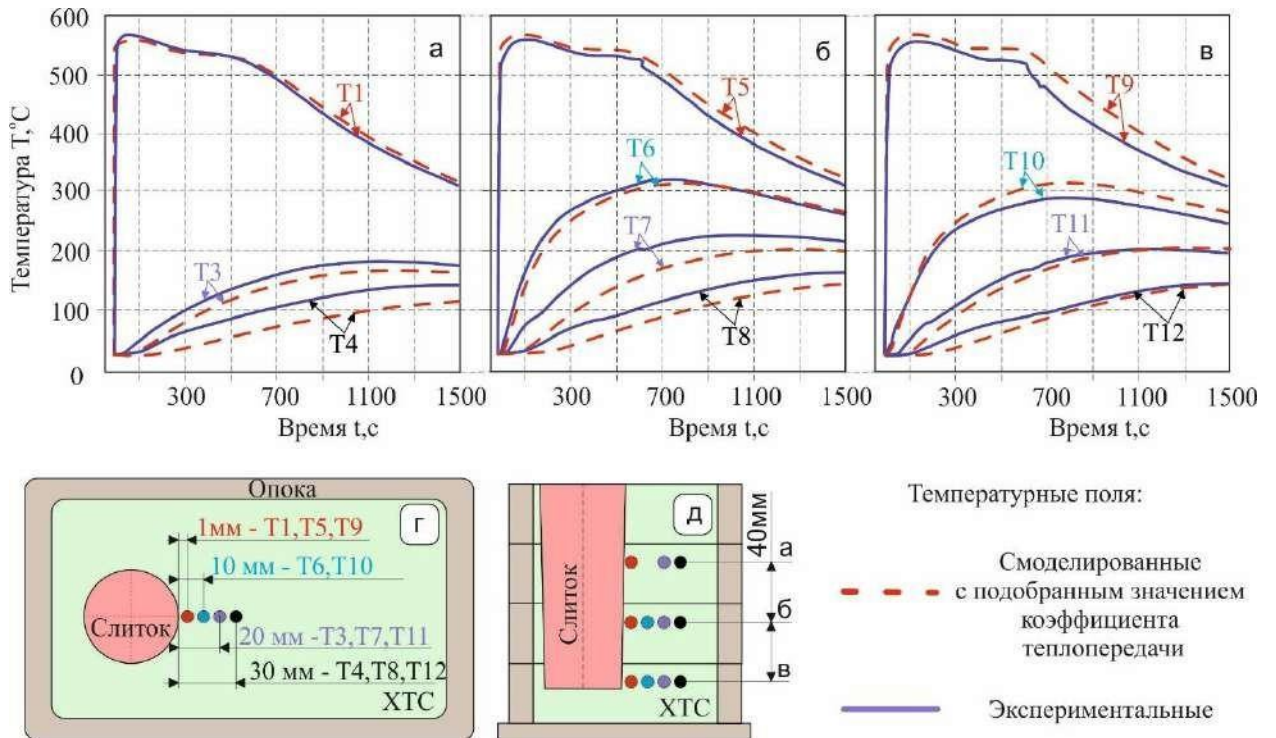 Температура T,°C
600
500
400
300
200
100
0
а
T1
T3
T4
300 700 1100 1500
Время t,с
б
T5
T6
T7
T8
300 700 1100 1500
Время t,с
в
T9
T10
T11
T12
300 700 1100 1500
Время t,с
Опока
г
1мм - T1,T5,T9
10 мм - T6,T10
Слиток
20 мм -T3,T7,T11
30 мм - T4,T8,T12
ХТС
д
40мм
а
б
в
Слиток
ХТС
Температурные поля:
Смоделированные
с подобранным значением
коэффициента
теплопередачи
Экспериментальные